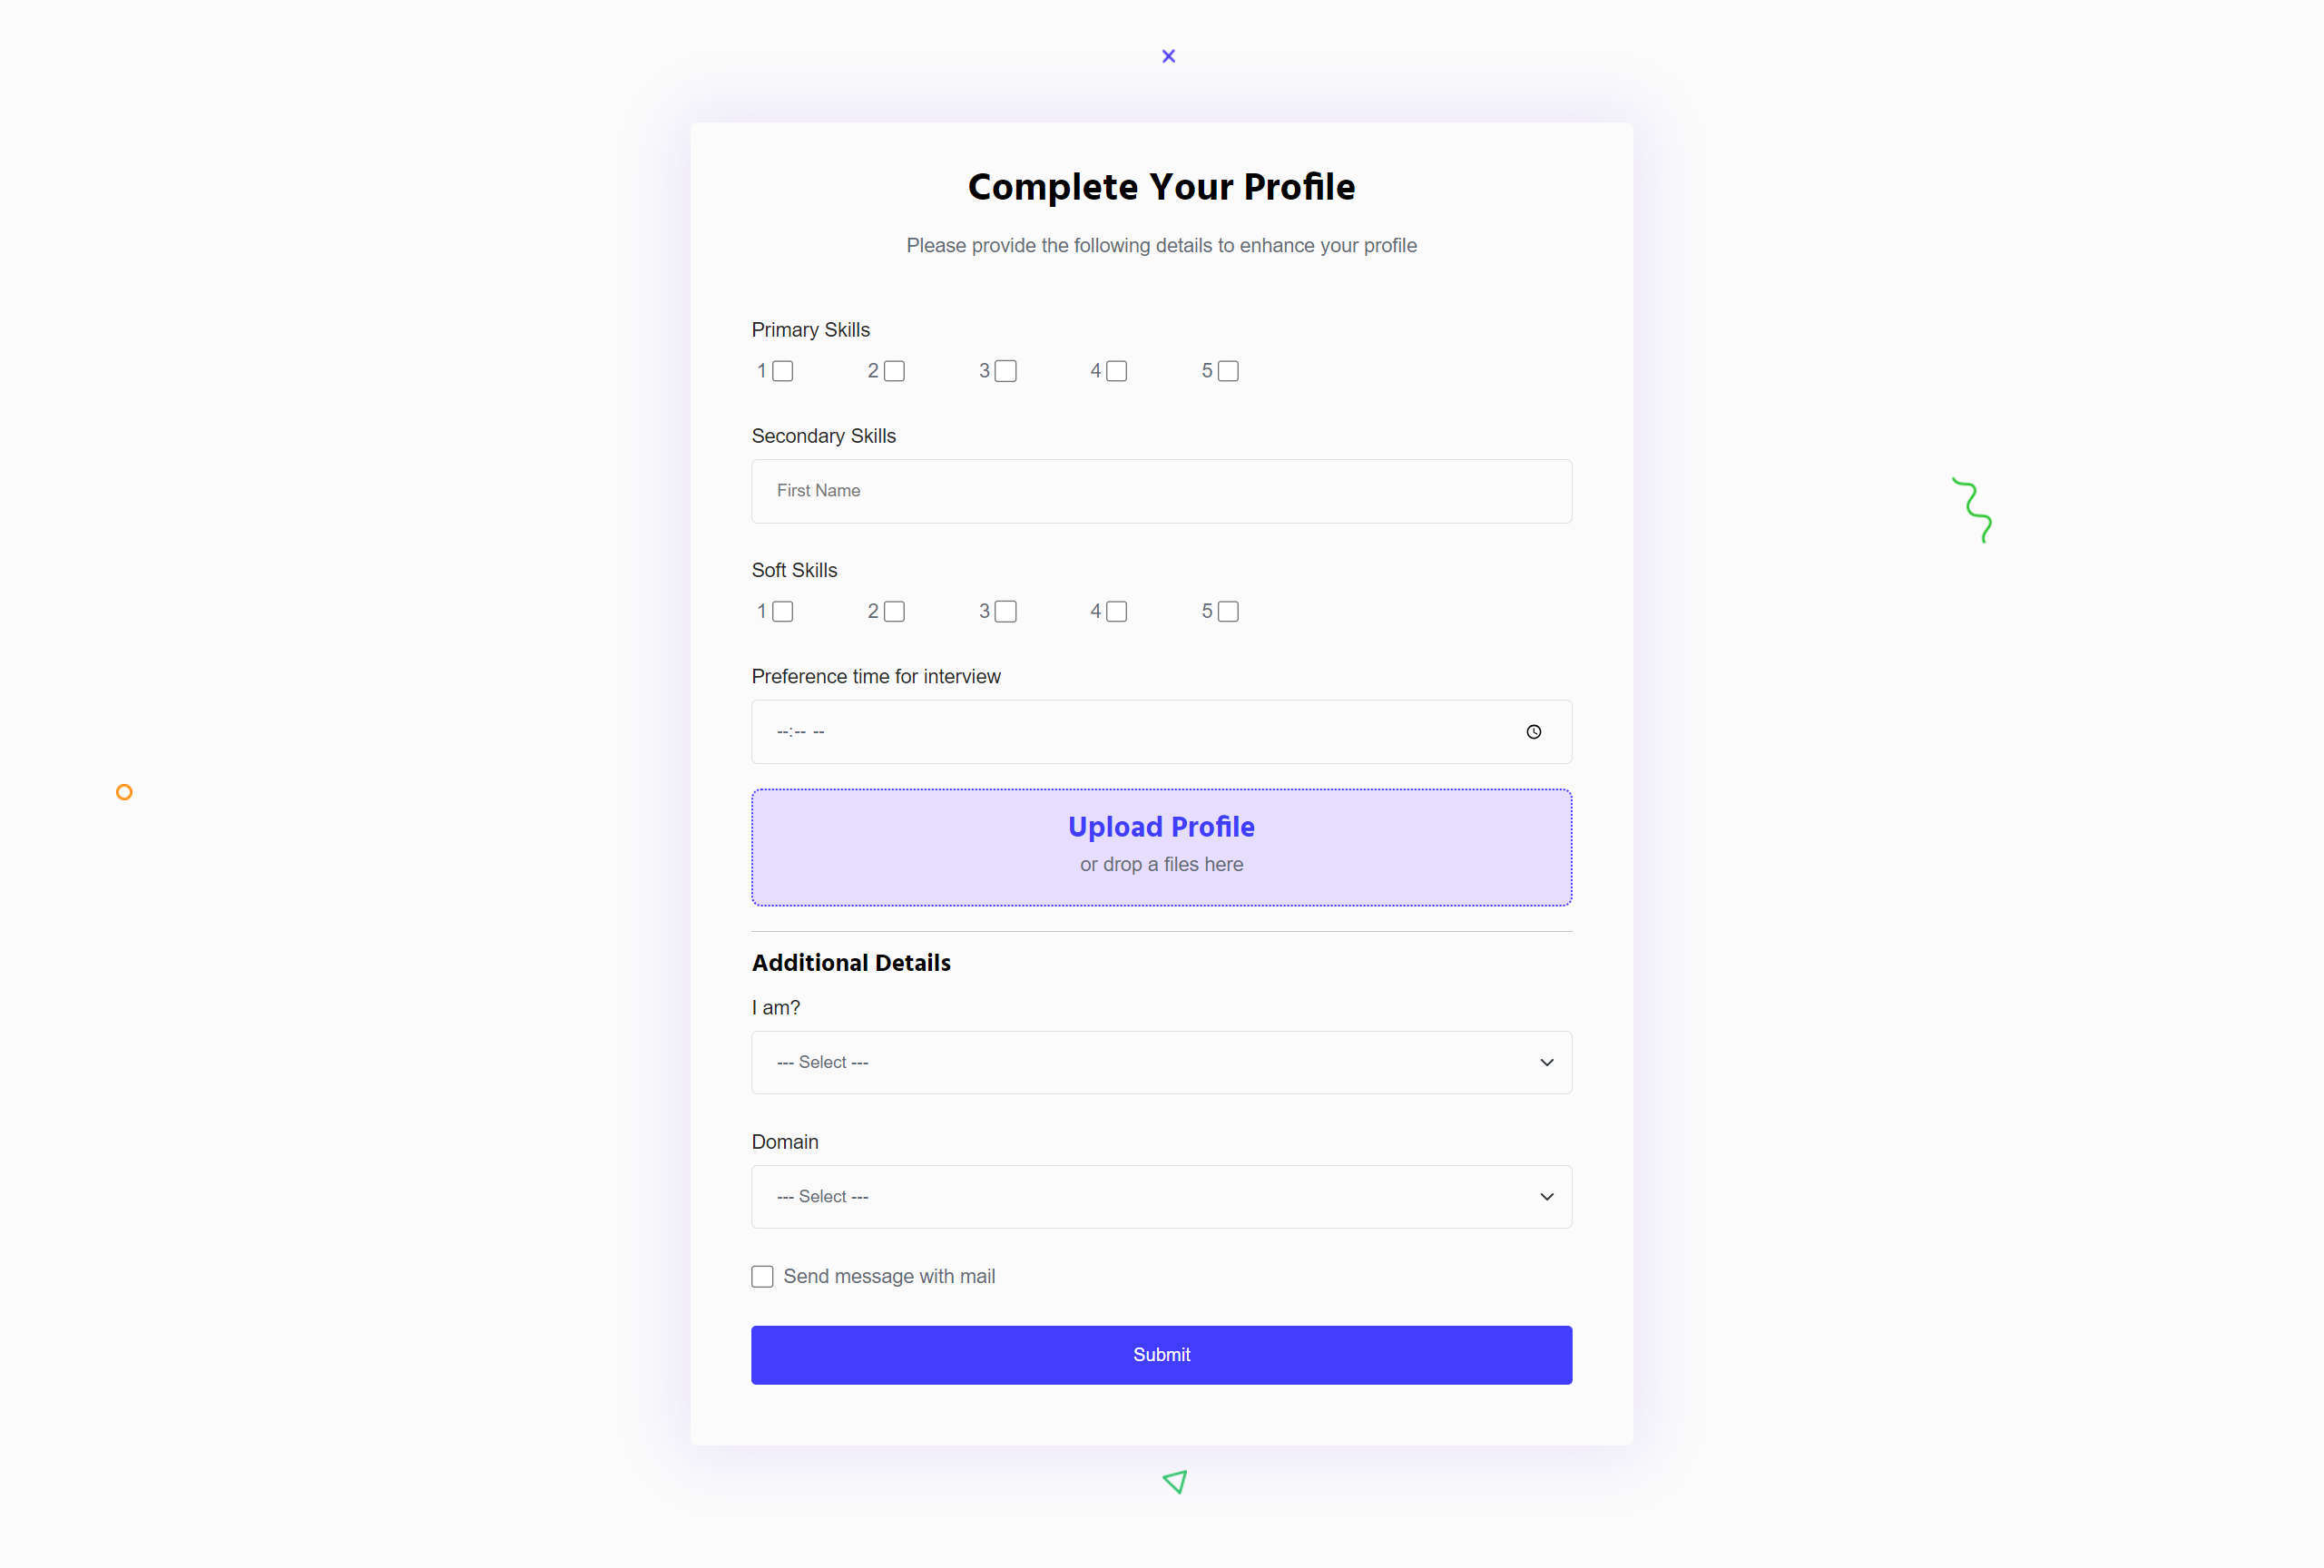 Complete Your Profile
Please provide the following details to enhance your profile
Primary Skills
1 2 3 4 5
Secondary Skills
First Name
Soft Skills
1 2 3 4 5
Preference time for interview
--:-- --
Upload Profile
or drop a files here
Additional Details
I am?
--- Select ---
Domain
--- Select ---
Send message with mail
Submit